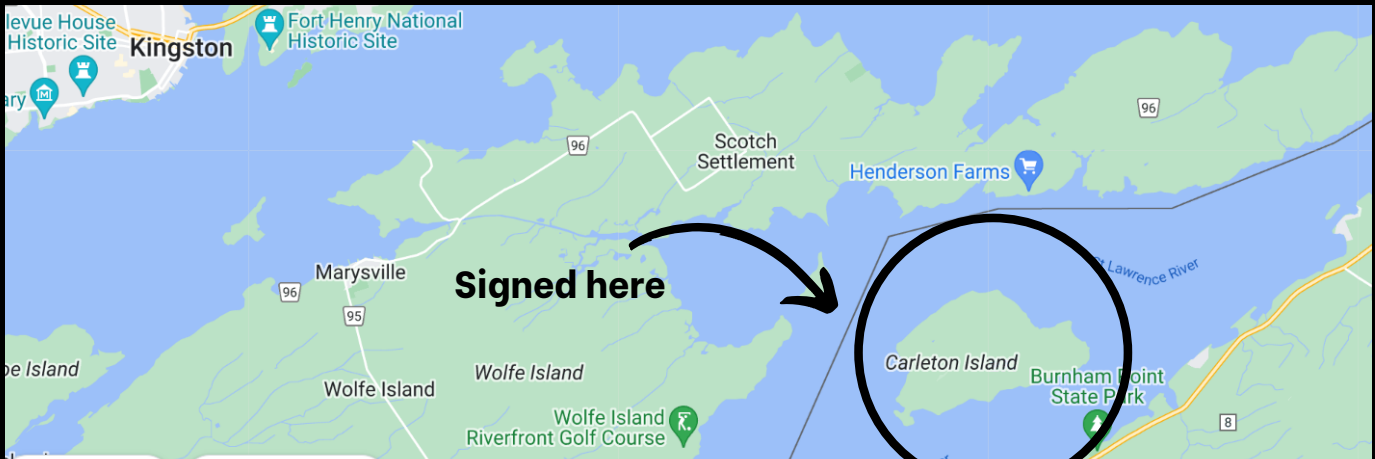 levue House
Historic Site
Kingston
Fort Henry National
Historic Site
ary
96
96
Scotch
Settlement
Henderson Farms
St Lawrence River
Marysville
Signed here
96
95
oe Island
Wolfe Island
Wolfe Island
Carleton Island
Burnham Point
State Park
Wolfe Island
Riverfront Golf Course
8